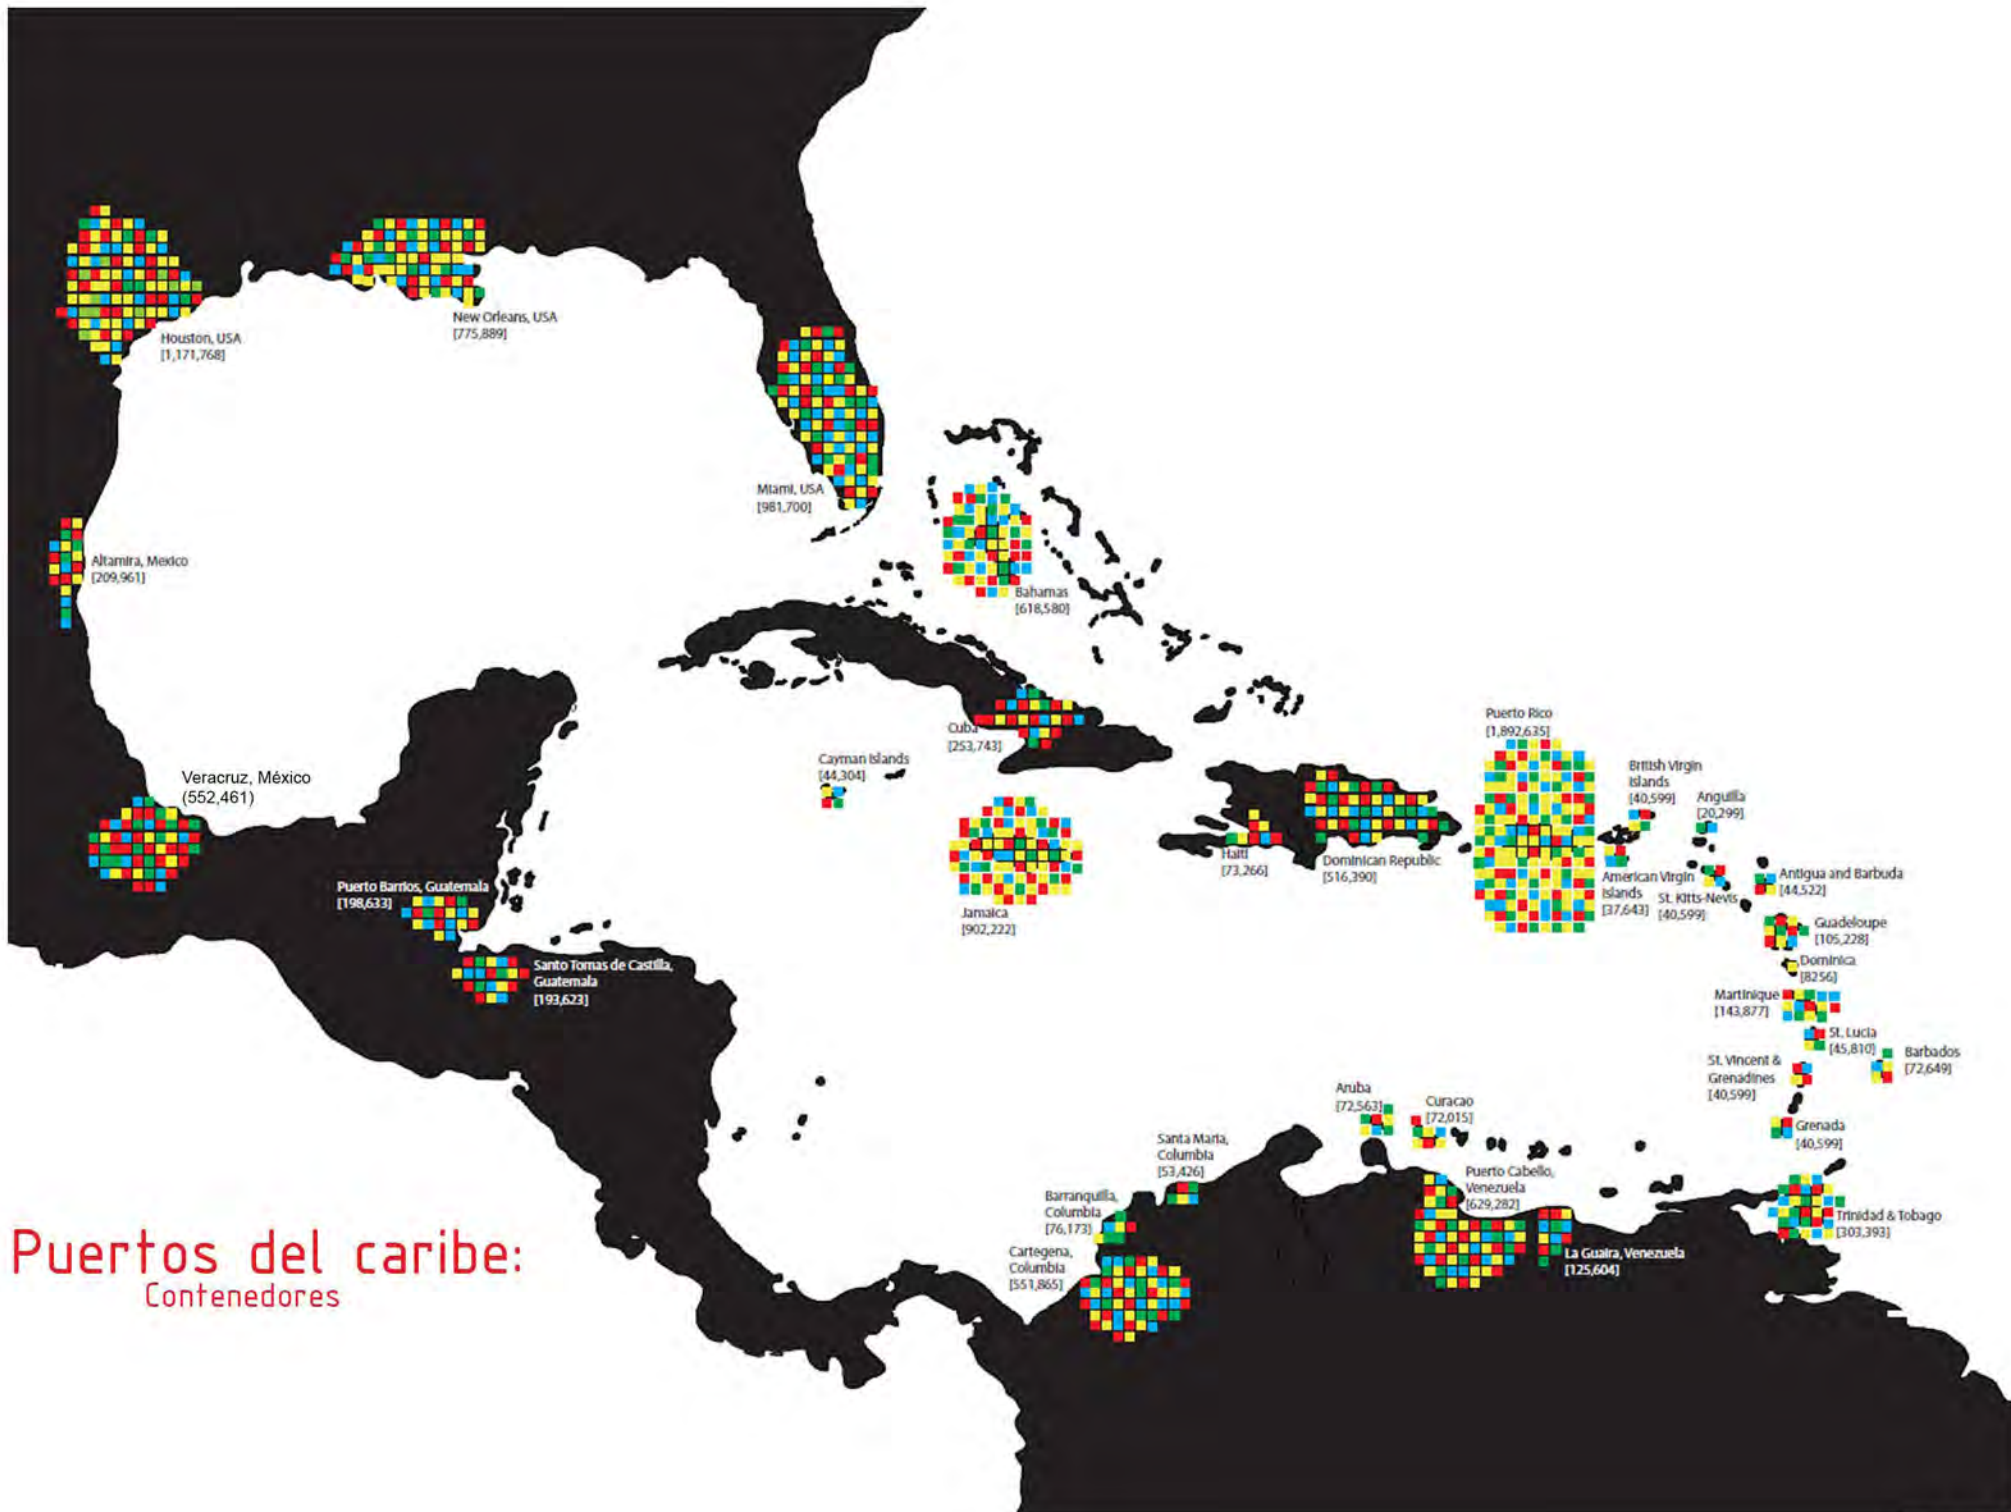 Houston, USA
[1,171,768]
New Orleans, USA
[775,889]
Miami, USA
[981,700]
Altamira, Mexico
[209,961]
Bahamas
[618,580]
Cuba
[253,743]
Cayman Islands
[44,304]
Veracruz, México
(552,461)
Puerto Rico
[1,892,635]
British Virgin
Islands
[40,599]
Anguilla
[20,299]
Haiti
[73,266]
Dominican Republic
[516,390]
Jamaica
[902,222]
American Virgin
Islands
[37,643]
St. Kitts-Nevis
[40,599]
Antigua and Barbuda
[44,522]
Puerto Barrios, Guatemala
[198,633]
Guadeloupe
[105,228]
Dominica
[8256]
Santo Tomas de Castilla,
Guatemala
[193,623]
Martinique
[143,877]
St. Lucia
[45,810]
Barbados
[72,649]
St. Vincent &
Grenadines
[40,599]
Aruba
[72,563]
Curacao
[72,015]
Grenada
[40,599]
Santa Maria,
Columbia
[53,426]
Puerto Cabello,
Venezuela
[629,282]
Barranquilla,
Columbia
[76,173]
Trinidad & Tobago
[303,393]
Cartegena,
Columbia
[551,865]
La Guaira, Venezuela
[125,604]
Puertos del caribe:
Contenedores